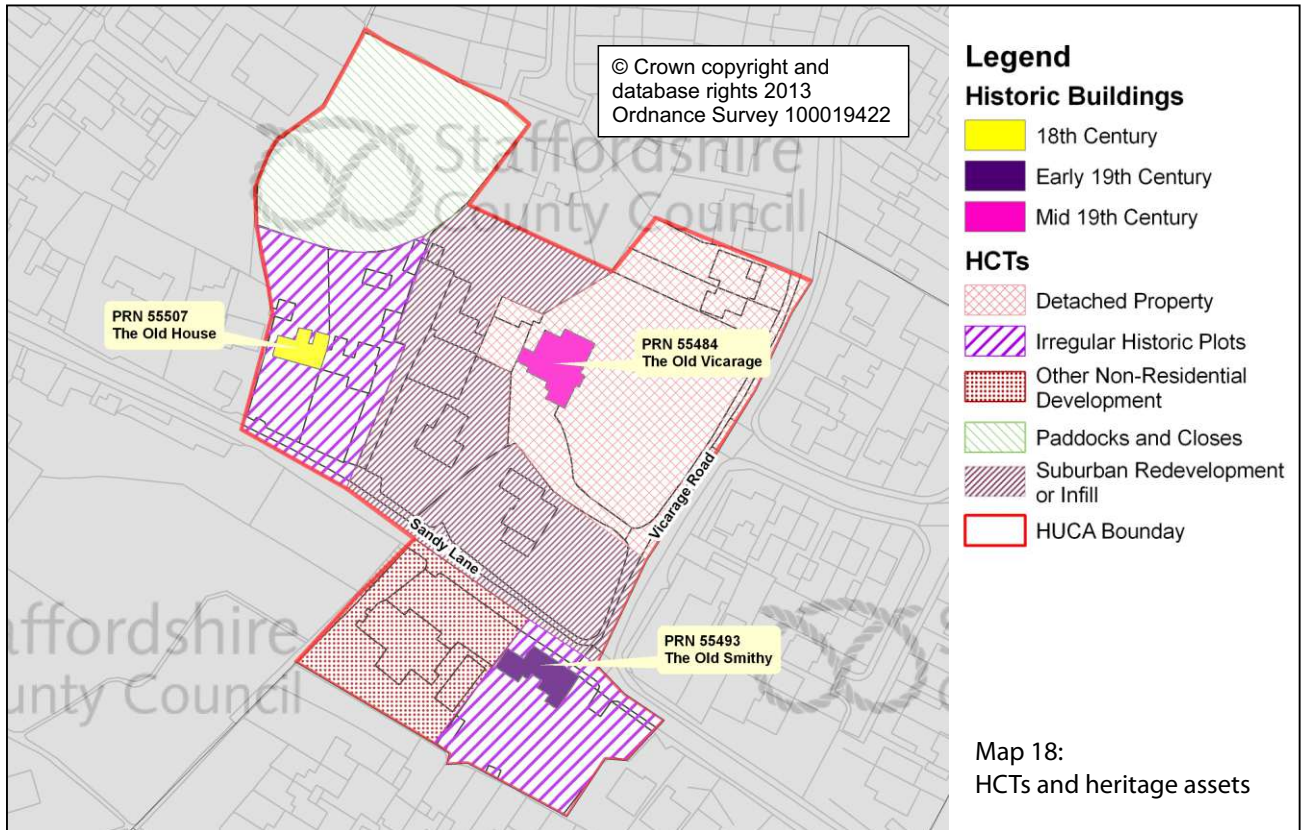 © Crown copyright and
database rights 2013
Ordnance Survey 100019422
Staffordshire
County Council
PRN 55507
The Old House
PRN 55484
The Old Vicarage
Vicarage Road
Sandy Lane
PRN 55493
The Old Smithy
affordshire
unty Council
S
C
Legend
Historic Buildings
18th Century
Early 19th Century
Mid 19th Century
HCTs
Detached Property
Irregular Historic Plots
Other Non-Residential
Development
Paddocks and Closes
Suburban Redevelopment
or Infill
HUCA Bounday
Map 18:
HCTs and heritage assets